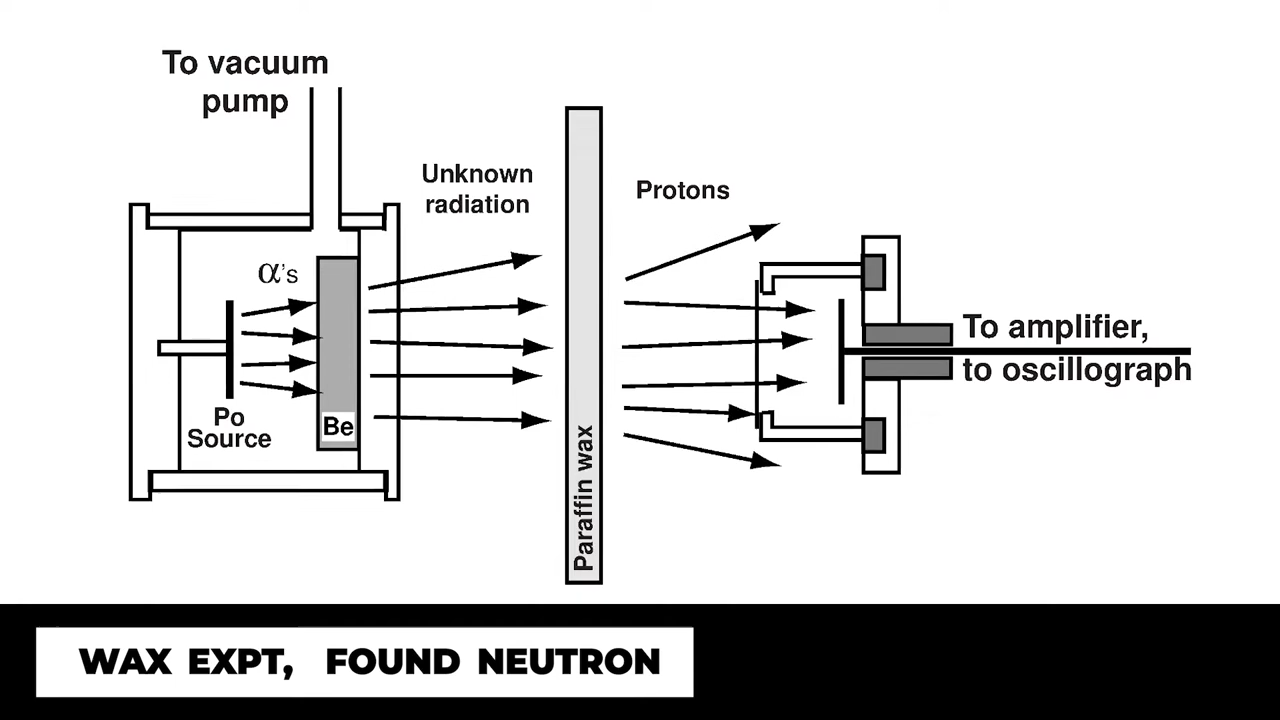 To vacuum
pump
Unknown
radiation
Protons
α's
Po
Source
Be
Paraffin wax
To amplifier,
to oscillograph
WAX EXPT, FOUND NEUTRON